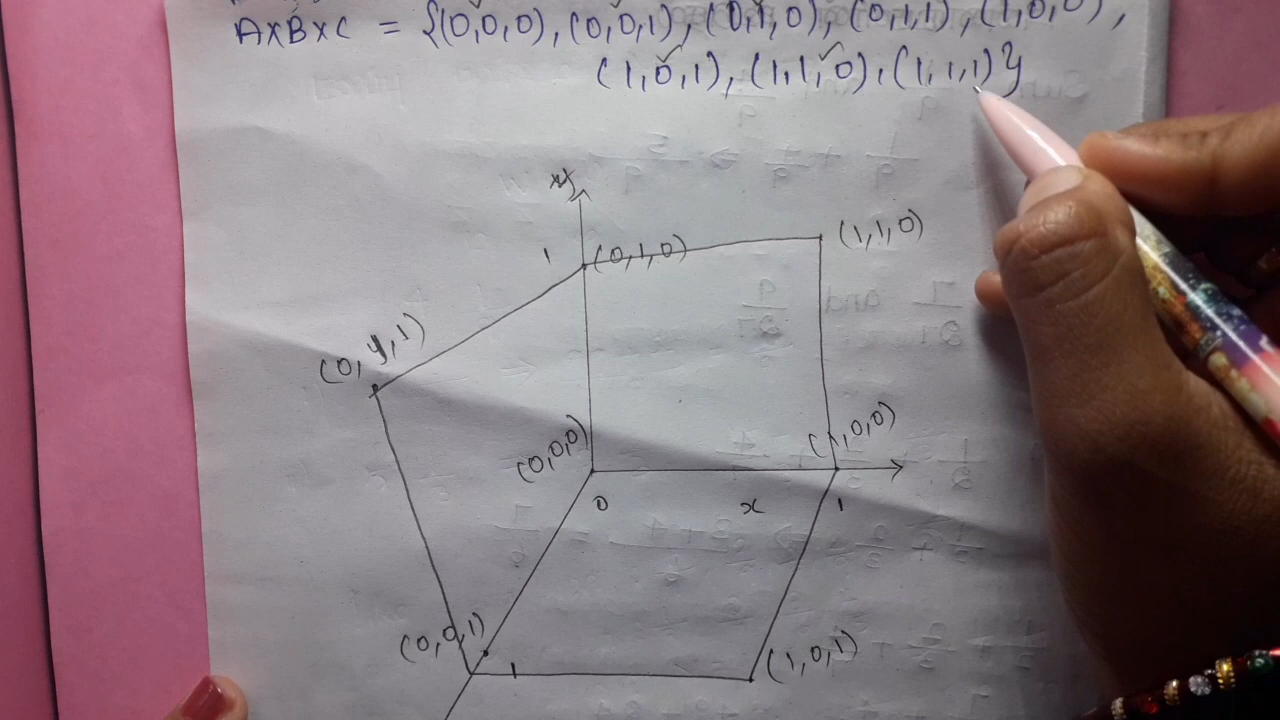 A×B×C = {(0,0,0), (0,0,1), (0,1,0), (0,1,1), (1,0,0),
(1,0,1), (1,1,0), (1,1,1)}
y
1 (0,1,0) (1,1,0)
(0,y,1)
(0,0,0) (1,0,0)
0 x 1
(0,0,1) 1 (1,0,1)